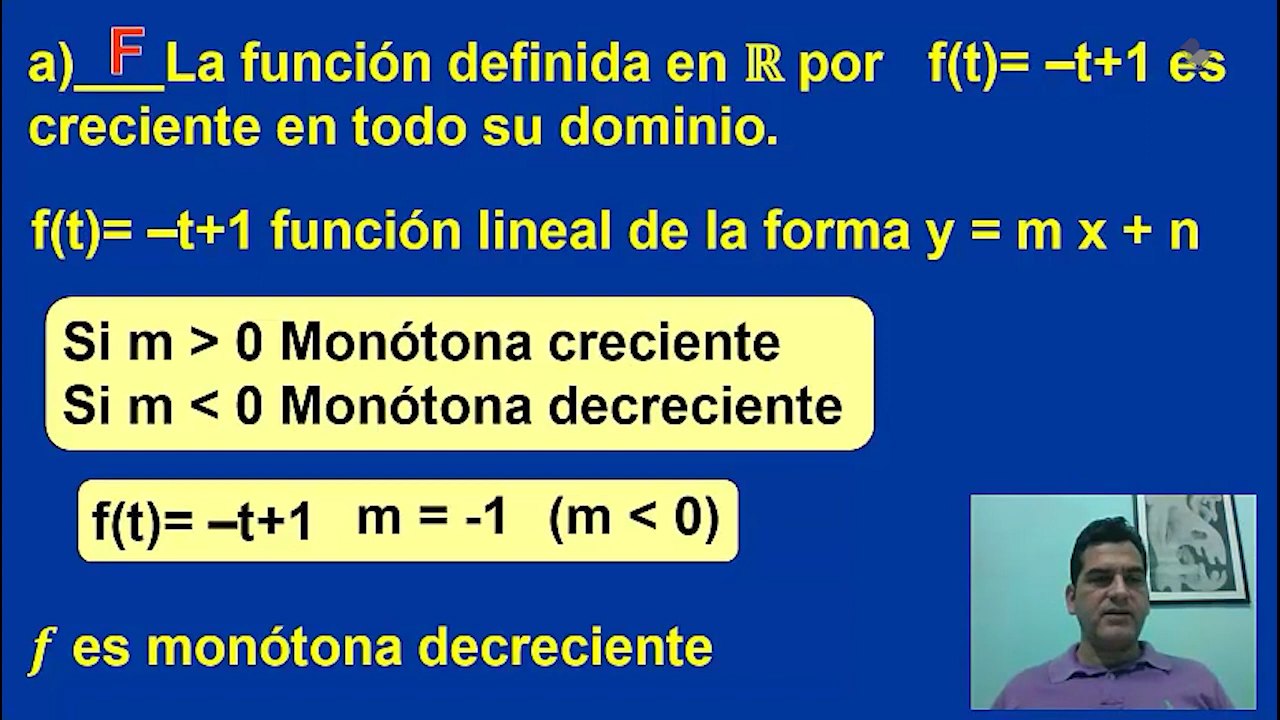 a)___F La función definida en ℝ por f(t)= –t+1 es
creciente en todo su dominio.
f(t)= –t+1 función lineal de la forma y = m x + n
Si m > 0 Monótona creciente
Si m < 0 Monótona decreciente
f(t)= –t+1 m = -1 (m < 0)
f es monótona decreciente